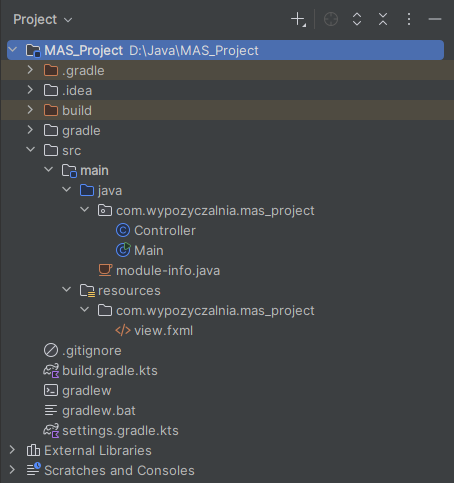 Project
MAS_Project D:\Java\MAS_Project
.gradle
.idea
build
gradle
src
main
java
com.wypozyczalnia.mas_project
Controller
Main
module-info.java
resources
com.wypozyczalnia.mas_project
view.fxml
.gitignore
build.gradle.kts
gradlew
gradlew.bat
settings.gradle.kts
External Libraries
Scratches and Consoles